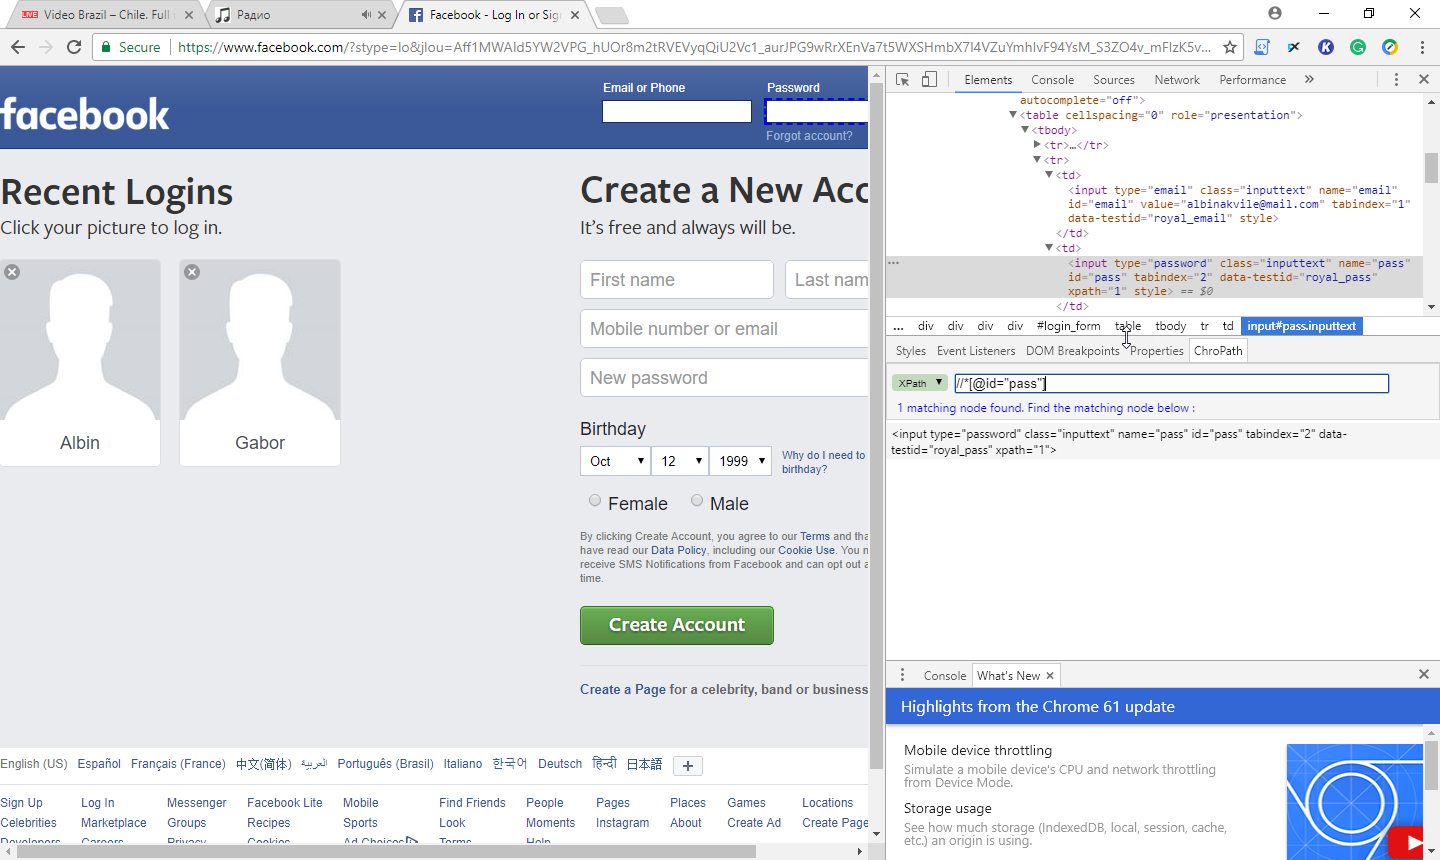 LIVE Video Brazil – Chile. Full
Радио
Facebook - Log In or Sig
Secure
https://www.facebook.com/?stype=lo&jlou=Aff1MWAId5YW2VPG_hUOr8m2tRVEVyqQiU2Vc1_aurJPG9wRrXEnVa7t5WXSHmbX7I4VZuYmhlvF94YsM_S3ZO4v_mFlzK5v...
facebook
Email or Phone
Password
Forgot account?
Recent Logins
Click your picture to log in.
Albin
Gabor
Create a New Acc
It's free and always will be.
First name
Last nam
Mobile number or email
New password
Birthday
Oct
12
1999
Why do I need to
birthday?
Female
Male
By clicking Create Account, you agree to our Terms and tha
have read our Data Policy, including our Cookie Use. You n
receive SMS Notifications from Facebook and can opt out a
time.
Create Account
Create a Page for a celebrity, band or business
English (US) Español Français (France) 中文(简体) العربية Português (Brasil) Italiano 한국어 Deutsch हिन्दी 日本語 +
Sign Up Log In Messenger Facebook Lite Mobile Find Friends People Pages Places Games Locations
Celebrities Marketplace Groups Recipes Sports Look Moments Instagram About Create Ad Create Page
Developers Careers Privacy Cookies Ad Choices Terms Help
Elements Console Sources Network Performance »
autocomplete="off">
<table cellspacing="0" role="presentation">
<tbody>
<tr>…</tr>
<tr>
<td>
<input type="email" class="inputtext" name="email"
id="email" value="albinakvile@mail.com" tabindex="1"
data-testid="royal_email" style>
</td>
<td>
<input type="password" class="inputtext" name="pass"
id="pass" tabindex="2" data-testid="royal_pass"
xpath="1" style> == $0
</td>
... div div div div #login_form table tbody tr td input#pass.inputtext
Styles Event Listeners DOM Breakpoints Properties ChroPath
XPath
//*[@id="pass"]
1 matching node found. Find the matching node below :
<input type="password" class="inputtext" name="pass" id="pass" tabindex="2" data-
testid="royal_pass" xpath="1">
Console What's New
Highlights from the Chrome 61 update
Mobile device throttling
Simulate a mobile device's CPU and network throttling
from Device Mode.
Storage usage
See how much storage (IndexedDB, local, session, cache,
etc.) an origin is using.